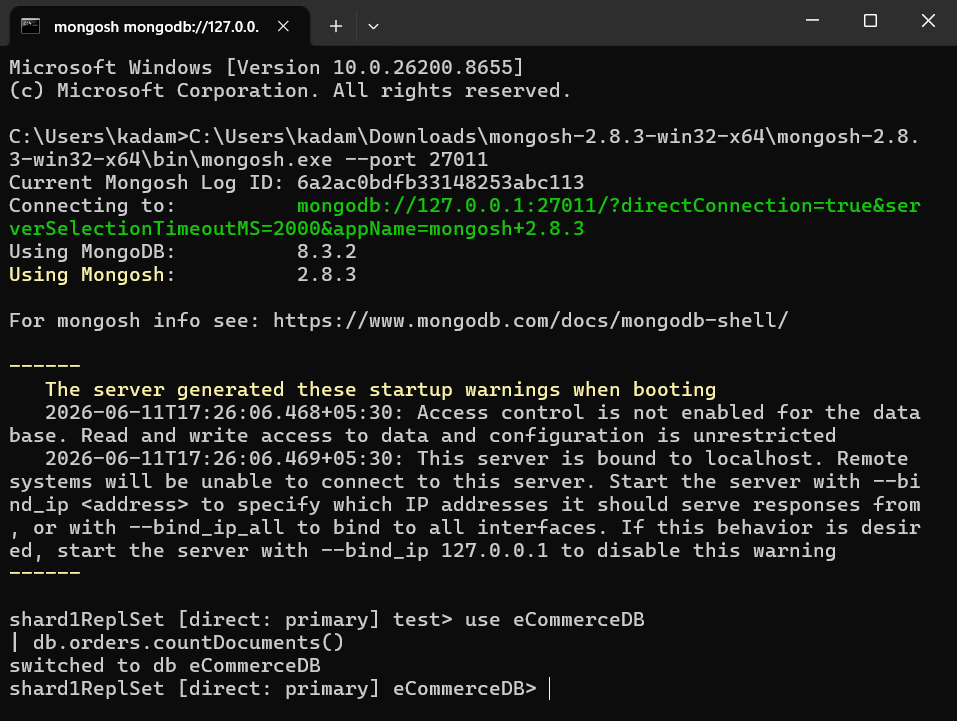 mongosh mongodb://127.0.0.
Microsoft Windows [Version 10.0.26200.8655]
(c) Microsoft Corporation. All rights reserved.
C:\Users\kadam>C:\Users\kadam\Downloads\mongosh-2.8.3-win32-x64\mongosh-2.8.
3-win32-x64\bin\mongosh.exe --port 27011
Current Mongosh Log ID: 6a2ac0bdfb33148253abc113
Connecting to:          mongodb://127.0.0.1:27011/?directConnection=true&ser
verSelectionTimeoutMS=2000&appName=mongosh+2.8.3
Using MongoDB:          8.3.2
Using Mongosh:          2.8.3
For mongosh info see: https://www.mongodb.com/docs/mongodb-shell/
------
   The server generated these startup warnings when booting
   2026-06-11T17:26:06.468+05:30: Access control is not enabled for the data
base. Read and write access to data and configuration is unrestricted
   2026-06-11T17:26:06.469+05:30: This server is bound to localhost. Remote
systems will be unable to connect to this server. Start the server with --bi
nd_ip <address> to specify which IP addresses it should serve responses from
, or with --bind_ip_all to bind to all interfaces. If this behavior is desir
ed, start the server with --bind_ip 127.0.0.1 to disable this warning
------
shard1ReplSet [direct: primary] test> use eCommerceDB
| db.orders.countDocuments()
switched to db eCommerceDB
shard1ReplSet [direct: primary] eCommerceDB>